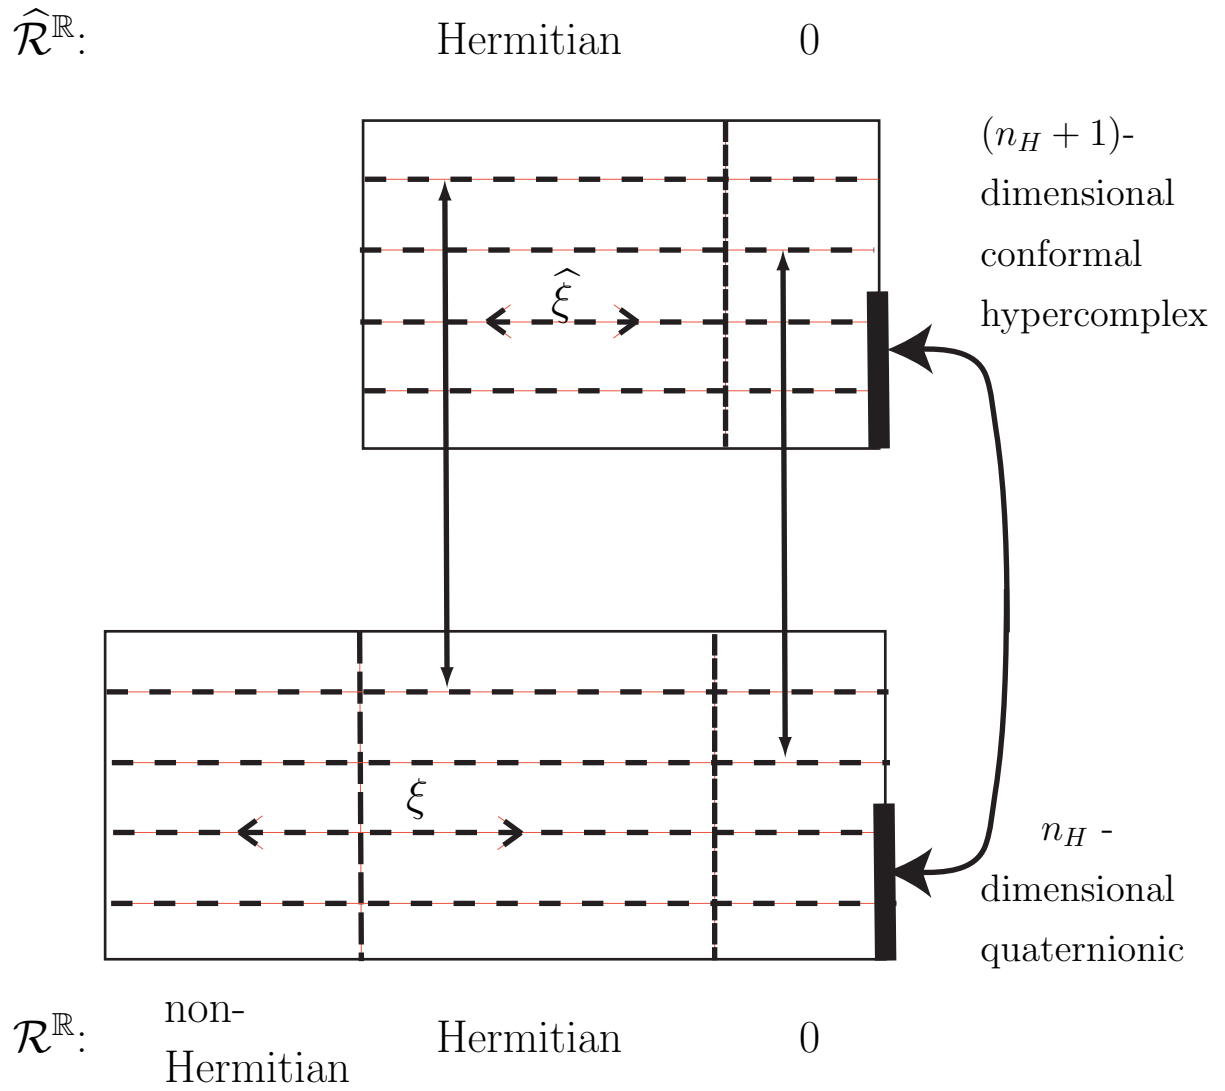 $\widehat{\mathcal{R}}^{\mathbb{R}}$: Hermitian 0
$(n_H + 1)$-
dimensional
conformal
hypercomplex
$\widehat{\xi}$
$\xi$
$n_H$ -
dimensional
quaternionic
$\mathcal{R}^{\mathbb{R}}$: non-
Hermitian Hermitian 0